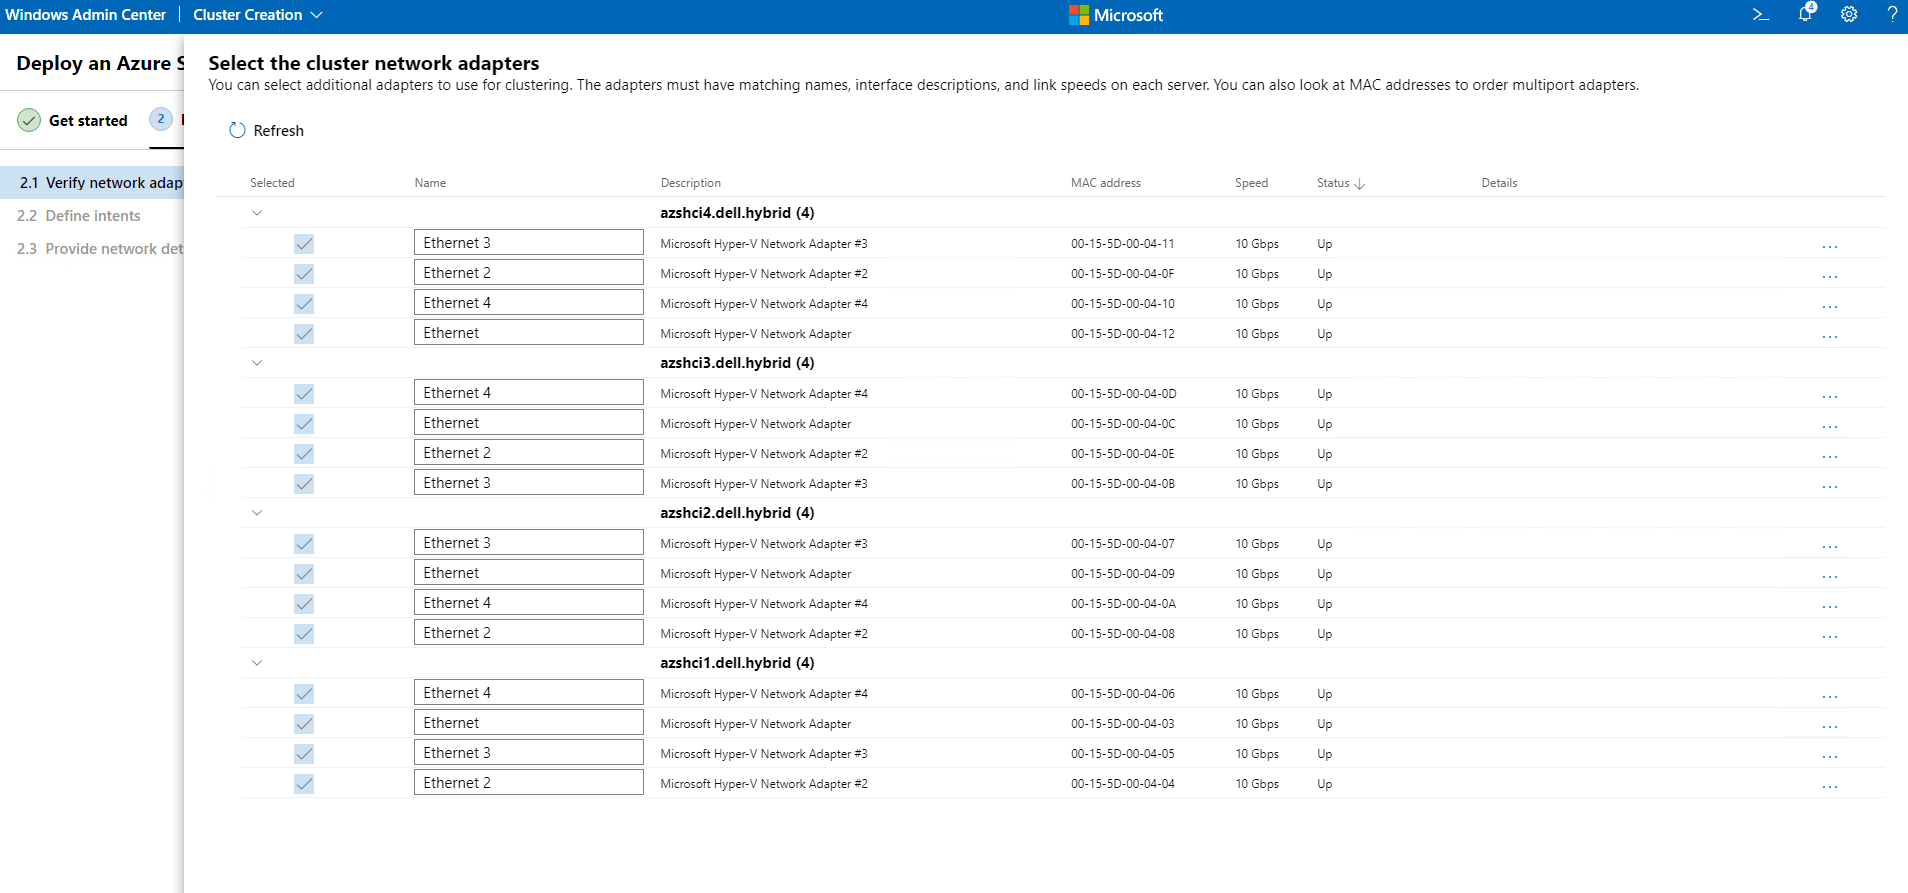 Windows Admin Center | Cluster Creation
Microsoft
4
?
Deploy an Azure S
Get started
2
Select the cluster network adapters
You can select additional adapters to use for clustering. The adapters must have matching names, interface descriptions, and link speeds on each server. You can also look at MAC addresses to order multiport adapters.
Refresh
2.1 Verify network adap
2.2 Define intents
2.3 Provide network det
Selected Name Description MAC address Speed Status Details
azshci4.dell.hybrid (4)
Ethernet 3 Microsoft Hyper-V Network Adapter #3 00-15-5D-00-04-11 10 Gbps Up ...
Ethernet 2 Microsoft Hyper-V Network Adapter #2 00-15-5D-00-04-0F 10 Gbps Up ...
Ethernet 4 Microsoft Hyper-V Network Adapter #4 00-15-5D-00-04-10 10 Gbps Up ...
Ethernet Microsoft Hyper-V Network Adapter 00-15-5D-00-04-12 10 Gbps Up ...
azshci3.dell.hybrid (4)
Ethernet 4 Microsoft Hyper-V Network Adapter #4 00-15-5D-00-04-0D 10 Gbps Up ...
Ethernet Microsoft Hyper-V Network Adapter 00-15-5D-00-04-0C 10 Gbps Up ...
Ethernet 2 Microsoft Hyper-V Network Adapter #2 00-15-5D-00-04-0E 10 Gbps Up ...
Ethernet 3 Microsoft Hyper-V Network Adapter #3 00-15-5D-00-04-0B 10 Gbps Up ...
azshci2.dell.hybrid (4)
Ethernet 3 Microsoft Hyper-V Network Adapter #3 00-15-5D-00-04-07 10 Gbps Up ...
Ethernet Microsoft Hyper-V Network Adapter 00-15-5D-00-04-09 10 Gbps Up ...
Ethernet 4 Microsoft Hyper-V Network Adapter #4 00-15-5D-00-04-0A 10 Gbps Up ...
Ethernet 2 Microsoft Hyper-V Network Adapter #2 00-15-5D-00-04-08 10 Gbps Up ...
azshci1.dell.hybrid (4)
Ethernet 4 Microsoft Hyper-V Network Adapter #4 00-15-5D-00-04-06 10 Gbps Up ...
Ethernet Microsoft Hyper-V Network Adapter 00-15-5D-00-04-03 10 Gbps Up ...
Ethernet 3 Microsoft Hyper-V Network Adapter #3 00-15-5D-00-04-05 10 Gbps Up ...
Ethernet 2 Microsoft Hyper-V Network Adapter #2 00-15-5D-00-04-04 10 Gbps Up ...